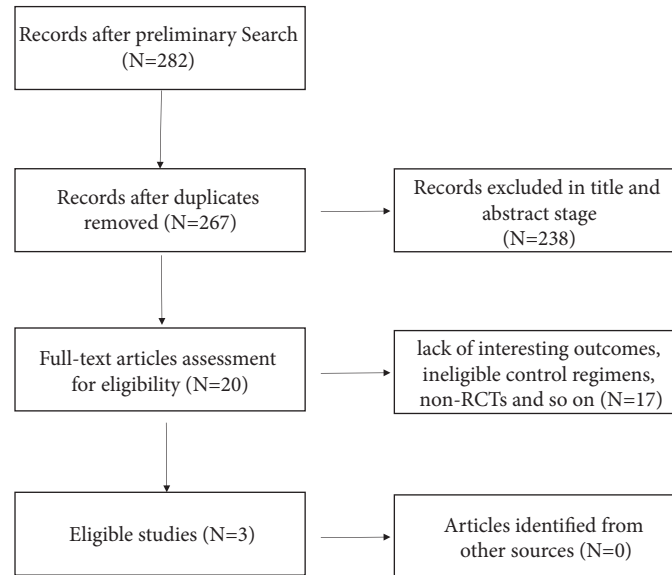 Records after preliminary Search
(N=282)
Records after duplicates
removed (N=267)
Records excluded in title and
abstract stage
(N=238)
Full-text articles assessment
for eligibility (N=20)
lack of interesting outcomes,
ineligible control regimens,
non-RCTs and so on (N=17)
Eligible studies (N=3)
Articles identified from
other sources (N=0)